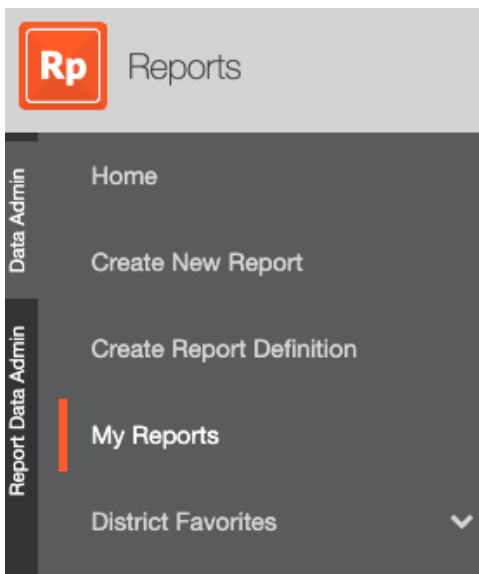 Rp
Reports
Data Admin
Report Data Admin
Home
Create New Report
Create Report Definition
My Reports
District Favorites